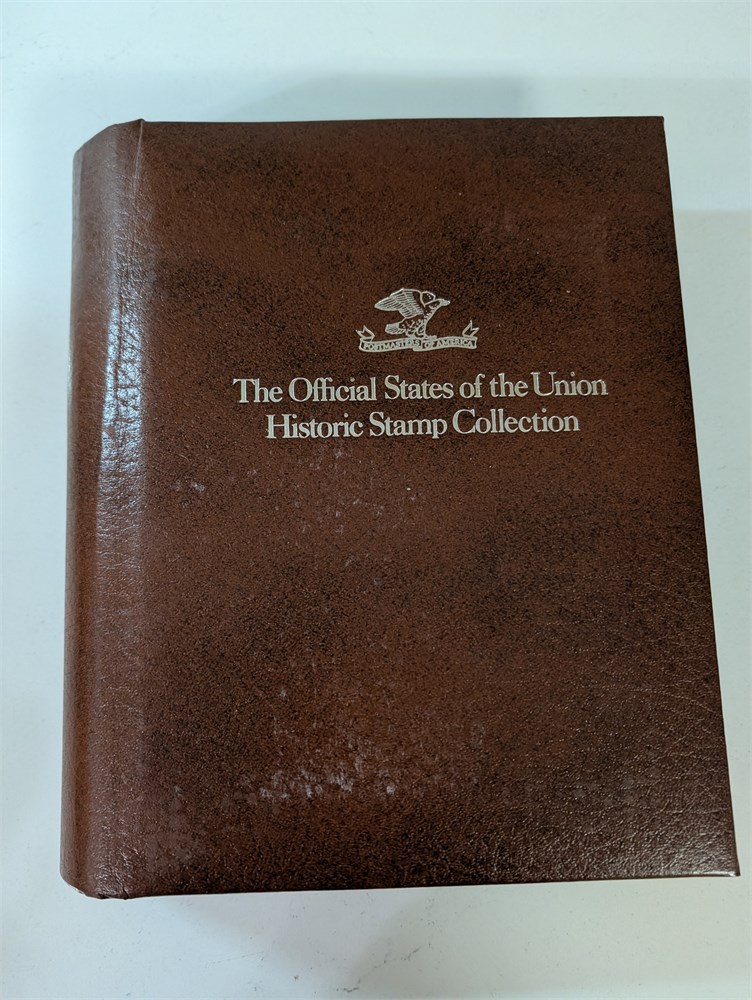 POSTMASTERS OF AMERICA
The Official States of the Union
Historic Stamp Collection